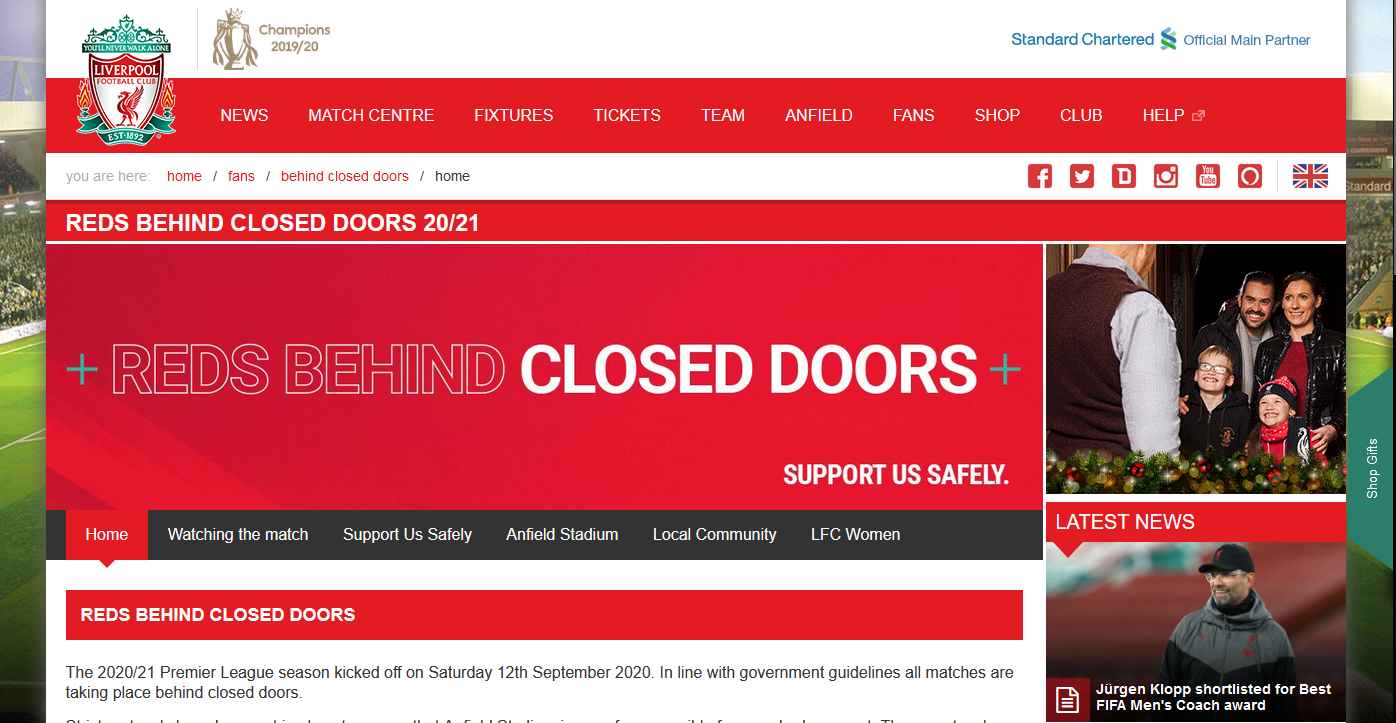 YOU'LL NEVER WALK ALONE
LIVERPOOL
FOOTBALL CLUB
EST·1892
Champions
2019/20
Standard Chartered Official Main Partner
NEWS MATCH CENTRE FIXTURES TICKETS TEAM ANFIELD FANS SHOP CLUB HELP
you are here: home / fans / behind closed doors / home
You
Tube
REDS BEHIND CLOSED DOORS 20/21
+ REDS BEHIND CLOSED DOORS +
SUPPORT US SAFELY.
Standard
Shop Gifts
Home Watching the match Support Us Safely Anfield Stadium Local Community LFC Women
REDS BEHIND CLOSED DOORS
The 2020/21 Premier League season kicked off on Saturday 12th September 2020. In line with government guidelines all matches are
taking place behind closed doors.
LATEST NEWS
Jürgen Klopp shortlisted for Best
FIFA Men's Coach award